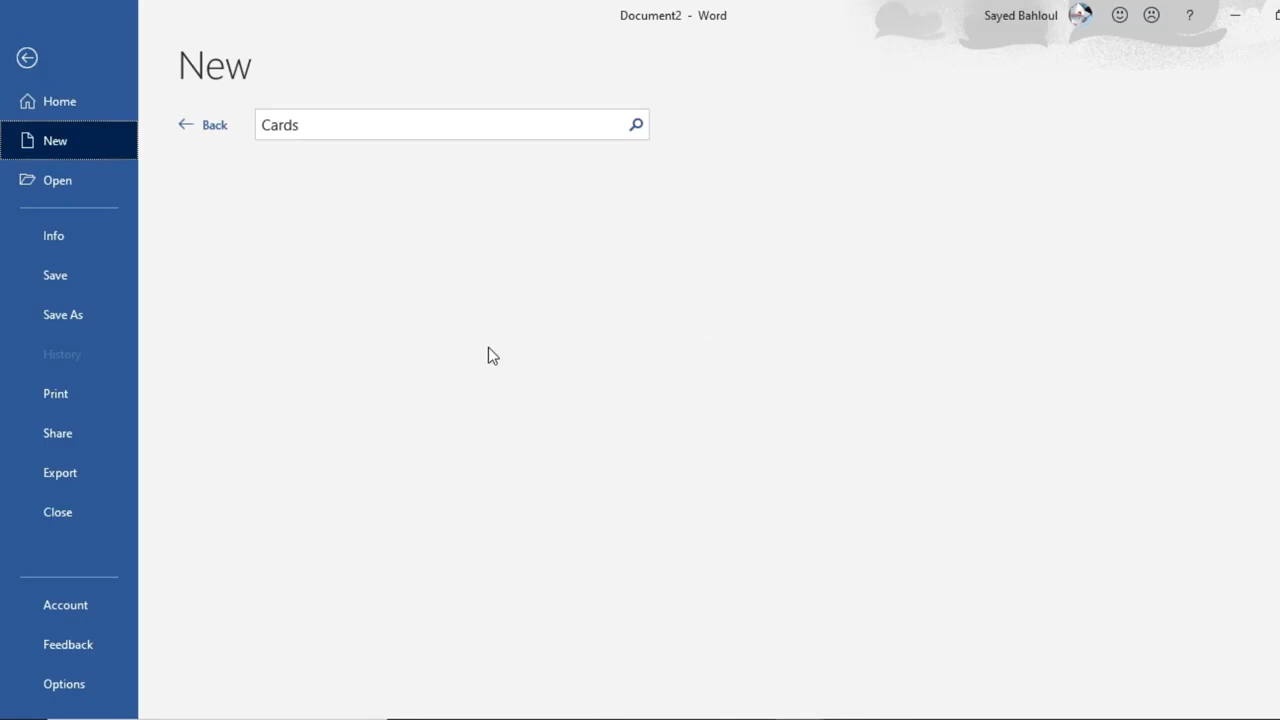 Document2 - Word
Sayed Bahloul
?
New
Back
Cards
Home
New
Open
Info
Save
Save As
History
Print
Share
Export
Close
Account
Feedback
Options